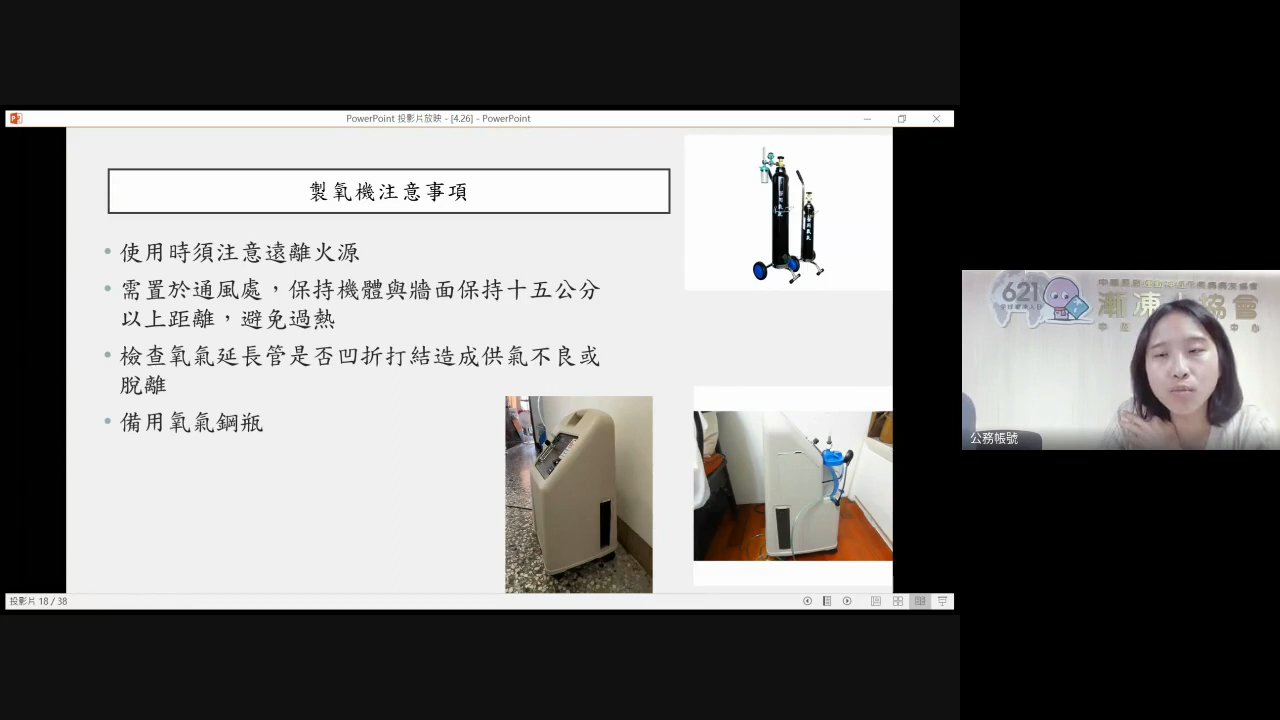 PowerPoint 投影片放映 - [4.26] - PowerPoint
製氧機注意事項
使用時須注意遠離火源
需置於通風處，保持機體與牆面保持十五公分
以上距離，避免過熱
檢查氧氣延長管是否凹折打結造成供氣不良或
脫離
備用氧氣鋼瓶
投影片 18 / 38
621
漸凍人協會
公務帳號